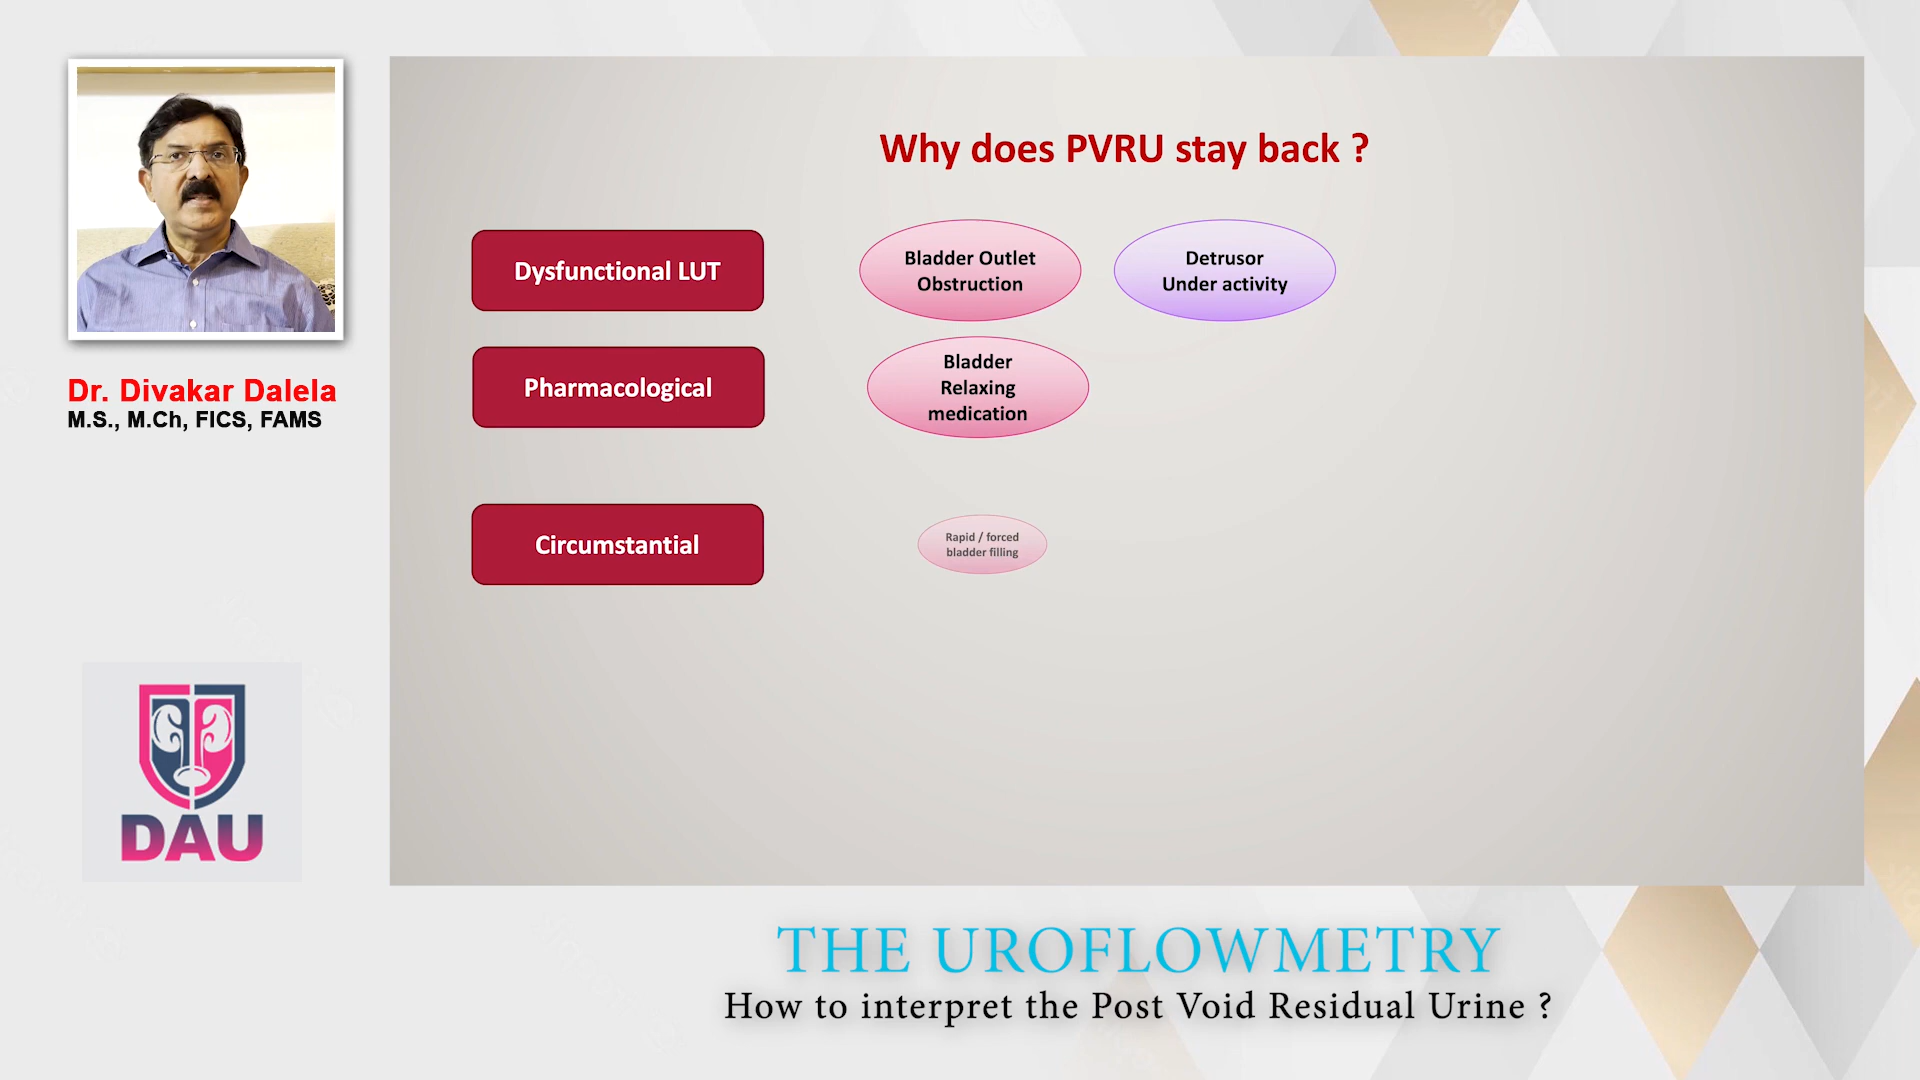 Why does PVRU stay back ?
Dysfunctional LUT
Bladder Outlet
Obstruction
Detrusor
Under activity
Pharmacological
Bladder
Relaxing
medication
Circumstantial
Rapid / forced
bladder filling
Dr. Divakar Dalela
M.S., M.Ch, FICS, FAMS
DAU
THE UROFLOWMETRY
How to interpret the Post Void Residual Urine ?